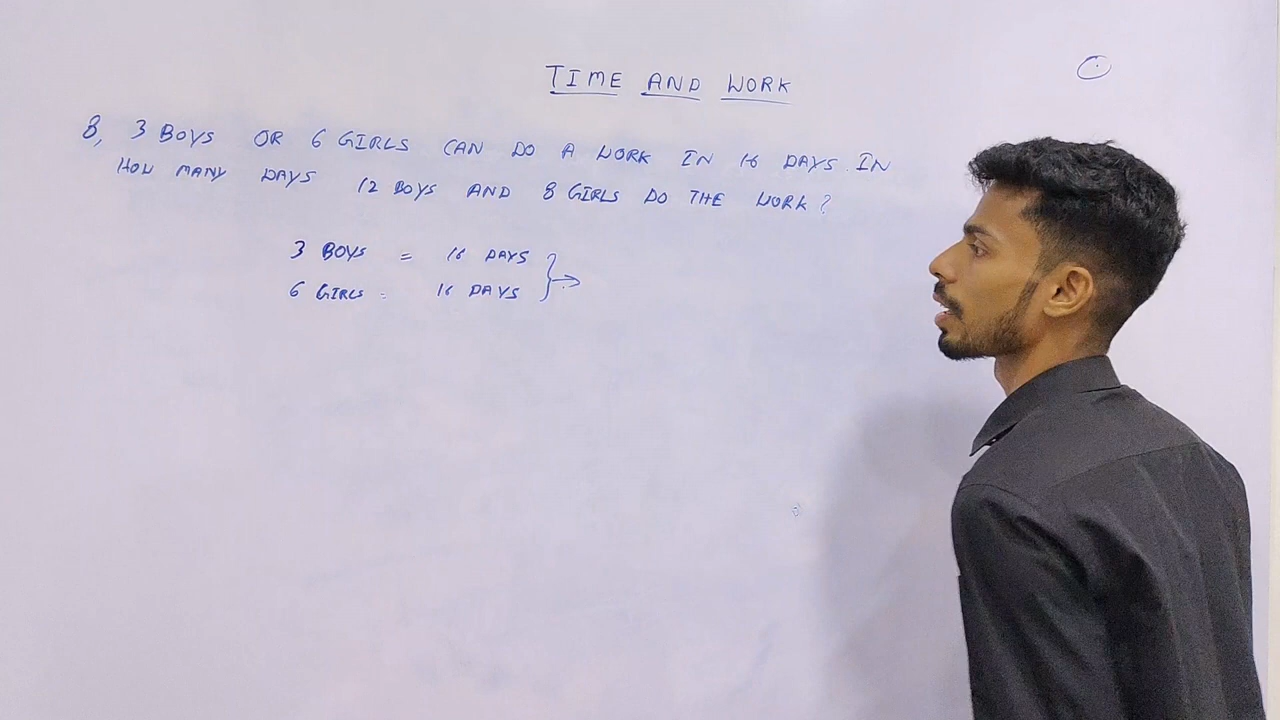 TIME AND WORK
8, 3 BOYS OR 6 GIRLS CAN DO A WORK IN 16 DAYS. IN
HOW MANY DAYS 12 BOYS AND 8 GIRLS DO THE WORK?
3 BOYS = 16 DAYS
6 GIRLS = 16 DAYS } →